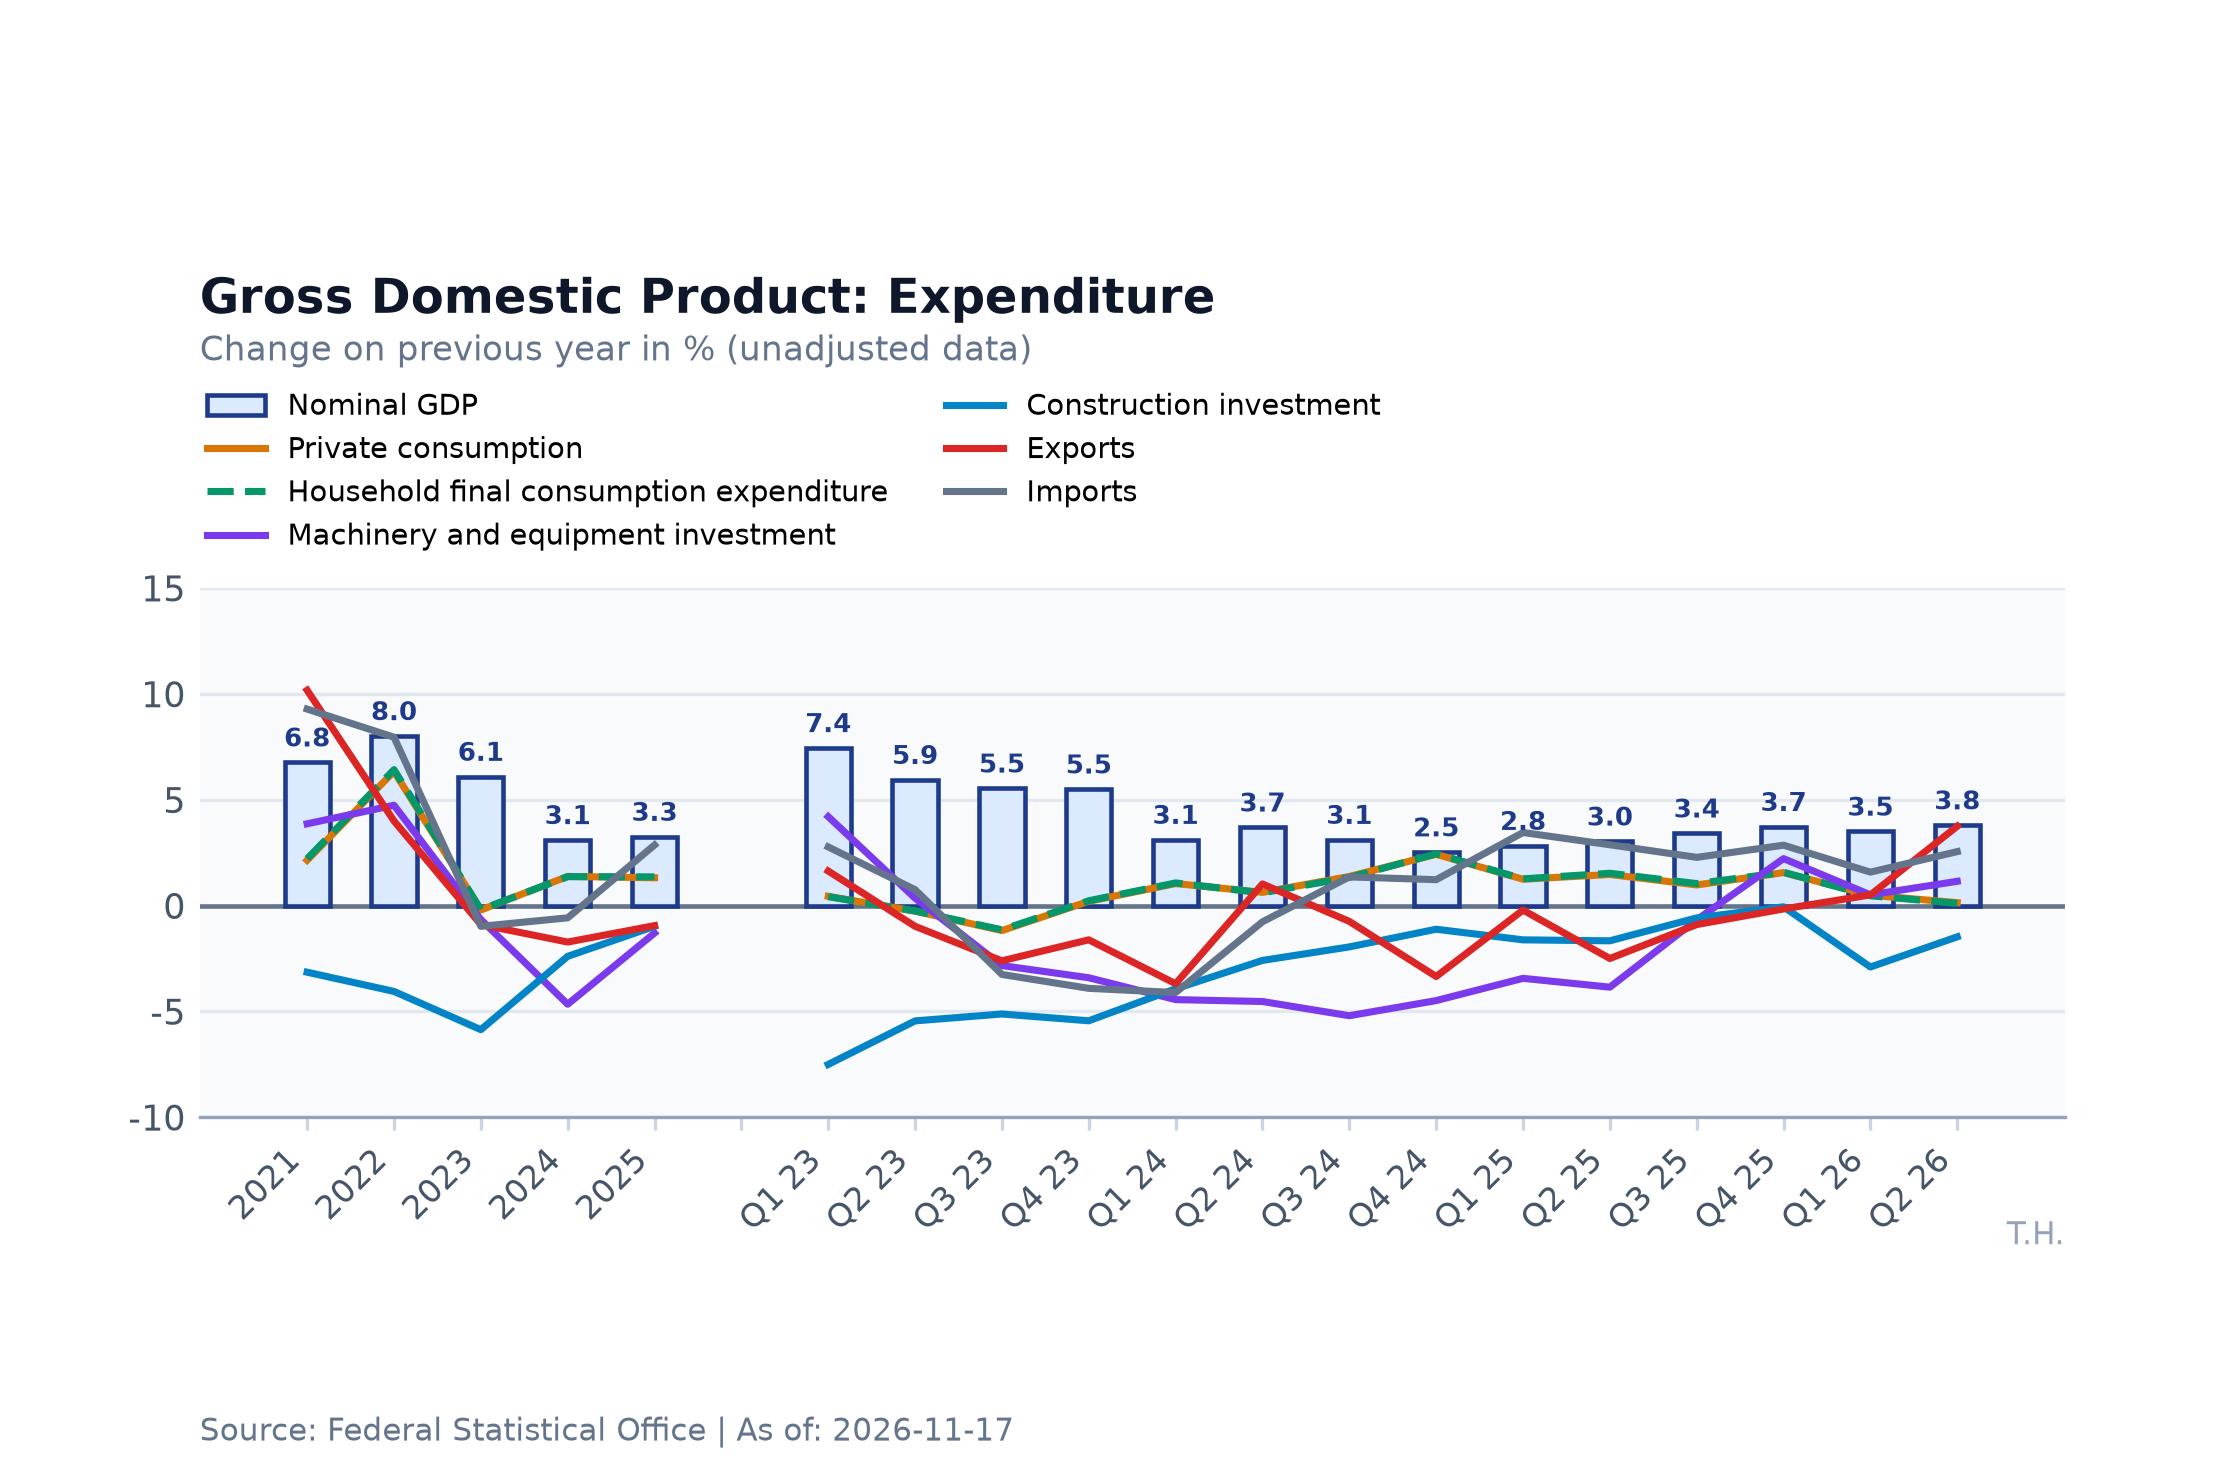 Gross Domestic Product: Expenditure
Change on previous year in % (unadjusted data)
Nominal GDP
Private consumption
Household final consumption expenditure
Machinery and equipment investment
Construction investment
Exports
Imports
15
10
5
0
-5
-10
6.8
8.0
6.1
3.1
3.3
7.4
5.9
5.5
5.5
3.1
3.7
3.1
2.5
2.8
3.0
3.4
3.7
3.5
3.8
2021
2022
2023
2024
2025
Q1 23
Q2 23
Q3 23
Q4 23
Q1 24
Q2 24
Q3 24
Q4 24
Q1 25
Q2 25
Q3 25
Q4 25
Q1 26
Q2 26
T.H.
Source: Federal Statistical Office | As of: 2026-11-17